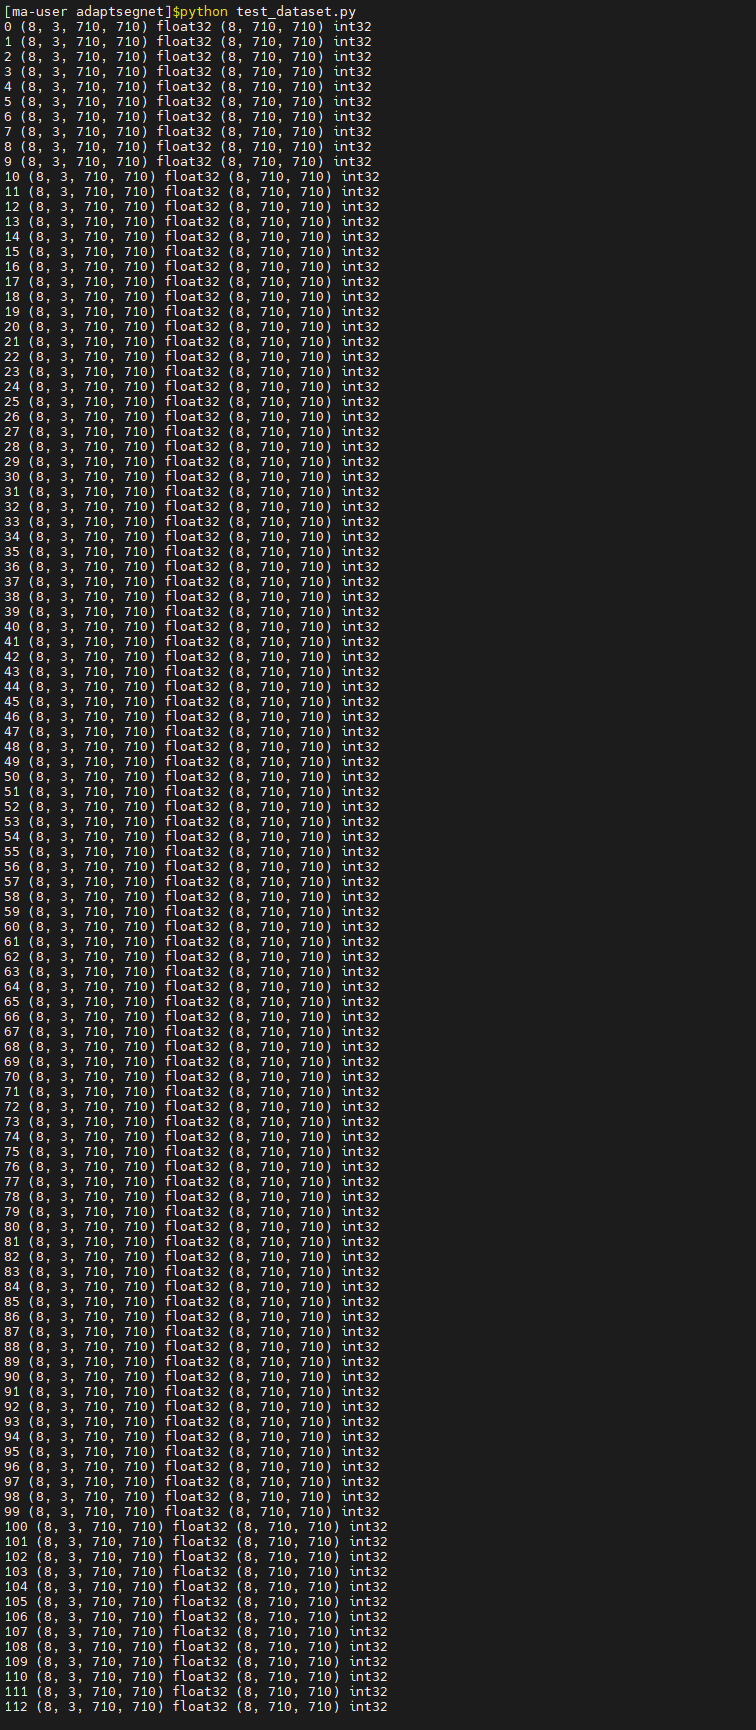 [ma-user adaptsegnet]$python test_dataset.py
0 (8, 3, 710, 710) float32 (8, 710, 710) int32
1 (8, 3, 710, 710) float32 (8, 710, 710) int32
2 (8, 3, 710, 710) float32 (8, 710, 710) int32
3 (8, 3, 710, 710) float32 (8, 710, 710) int32
4 (8, 3, 710, 710) float32 (8, 710, 710) int32
5 (8, 3, 710, 710) float32 (8, 710, 710) int32
6 (8, 3, 710, 710) float32 (8, 710, 710) int32
7 (8, 3, 710, 710) float32 (8, 710, 710) int32
8 (8, 3, 710, 710) float32 (8, 710, 710) int32
9 (8, 3, 710, 710) float32 (8, 710, 710) int32
10 (8, 3, 710, 710) float32 (8, 710, 710) int32
11 (8, 3, 710, 710) float32 (8, 710, 710) int32
12 (8, 3, 710, 710) float32 (8, 710, 710) int32
13 (8, 3, 710, 710) float32 (8, 710, 710) int32
14 (8, 3, 710, 710) float32 (8, 710, 710) int32
15 (8, 3, 710, 710) float32 (8, 710, 710) int32
16 (8, 3, 710, 710) float32 (8, 710, 710) int32
17 (8, 3, 710, 710) float32 (8, 710, 710) int32
18 (8, 3, 710, 710) float32 (8, 710, 710) int32
19 (8, 3, 710, 710) float32 (8, 710, 710) int32
20 (8, 3, 710, 710) float32 (8, 710, 710) int32
21 (8, 3, 710, 710) float32 (8, 710, 710) int32
22 (8, 3, 710, 710) float32 (8, 710, 710) int32
23 (8, 3, 710, 710) float32 (8, 710, 710) int32
24 (8, 3, 710, 710) float32 (8, 710, 710) int32
25 (8, 3, 710, 710) float32 (8, 710, 710) int32
26 (8, 3, 710, 710) float32 (8, 710, 710) int32
27 (8, 3, 710, 710) float32 (8, 710, 710) int32
28 (8, 3, 710, 710) float32 (8, 710, 710) int32
29 (8, 3, 710, 710) float32 (8, 710, 710) int32
30 (8, 3, 710, 710) float32 (8, 710, 710) int32
31 (8, 3, 710, 710) float32 (8, 710, 710) int32
32 (8, 3, 710, 710) float32 (8, 710, 710) int32
33 (8, 3, 710, 710) float32 (8, 710, 710) int32
34 (8, 3, 710, 710) float32 (8, 710, 710) int32
35 (8, 3, 710, 710) float32 (8, 710, 710) int32
36 (8, 3, 710, 710) float32 (8, 710, 710) int32
37 (8, 3, 710, 710) float32 (8, 710, 710) int32
38 (8, 3, 710, 710) float32 (8, 710, 710) int32
39 (8, 3, 710, 710) float32 (8, 710, 710) int32
40 (8, 3, 710, 710) float32 (8, 710, 710) int32
41 (8, 3, 710, 710) float32 (8, 710, 710) int32
42 (8, 3, 710, 710) float32 (8, 710, 710) int32
43 (8, 3, 710, 710) float32 (8, 710, 710) int32
44 (8, 3, 710, 710) float32 (8, 710, 710) int32
45 (8, 3, 710, 710) float32 (8, 710, 710) int32
46 (8, 3, 710, 710) float32 (8, 710, 710) int32
47 (8, 3, 710, 710) float32 (8, 710, 710) int32
48 (8, 3, 710, 710) float32 (8, 710, 710) int32
49 (8, 3, 710, 710) float32 (8, 710, 710) int32
50 (8, 3, 710, 710) float32 (8, 710, 710) int32
51 (8, 3, 710, 710) float32 (8, 710, 710) int32
52 (8, 3, 710, 710) float32 (8, 710, 710) int32
53 (8, 3, 710, 710) float32 (8, 710, 710) int32
54 (8, 3, 710, 710) float32 (8, 710, 710) int32
55 (8, 3, 710, 710) float32 (8, 710, 710) int32
56 (8, 3, 710, 710) float32 (8, 710, 710) int32
57 (8, 3, 710, 710) float32 (8, 710, 710) int32
58 (8, 3, 710, 710) float32 (8, 710, 710) int32
59 (8, 3, 710, 710) float32 (8, 710, 710) int32
60 (8, 3, 710, 710) float32 (8, 710, 710) int32
61 (8, 3, 710, 710) float32 (8, 710, 710) int32
62 (8, 3, 710, 710) float32 (8, 710, 710) int32
63 (8, 3, 710, 710) float32 (8, 710, 710) int32
64 (8, 3, 710, 710) float32 (8, 710, 710) int32
65 (8, 3, 710, 710) float32 (8, 710, 710) int32
66 (8, 3, 710, 710) float32 (8, 710, 710) int32
67 (8, 3, 710, 710) float32 (8, 710, 710) int32
68 (8, 3, 710, 710) float32 (8, 710, 710) int32
69 (8, 3, 710, 710) float32 (8, 710, 710) int32
70 (8, 3, 710, 710) float32 (8, 710, 710) int32
71 (8, 3, 710, 710) float32 (8, 710, 710) int32
72 (8, 3, 710, 710) float32 (8, 710, 710) int32
73 (8, 3, 710, 710) float32 (8, 710, 710) int32
74 (8, 3, 710, 710) float32 (8, 710, 710) int32
75 (8, 3, 710, 710) float32 (8, 710, 710) int32
76 (8, 3, 710, 710) float32 (8, 710, 710) int32
77 (8, 3, 710, 710) float32 (8, 710, 710) int32
78 (8, 3, 710, 710) float32 (8, 710, 710) int32
79 (8, 3, 710, 710) float32 (8, 710, 710) int32
80 (8, 3, 710, 710) float32 (8, 710, 710) int32
81 (8, 3, 710, 710) float32 (8, 710, 710) int32
82 (8, 3, 710, 710) float32 (8, 710, 710) int32
83 (8, 3, 710, 710) float32 (8, 710, 710) int32
84 (8, 3, 710, 710) float32 (8, 710, 710) int32
85 (8, 3, 710, 710) float32 (8, 710, 710) int32
86 (8, 3, 710, 710) float32 (8, 710, 710) int32
87 (8, 3, 710, 710) float32 (8, 710, 710) int32
88 (8, 3, 710, 710) float32 (8, 710, 710) int32
89 (8, 3, 710, 710) float32 (8, 710, 710) int32
90 (8, 3, 710, 710) float32 (8, 710, 710) int32
91 (8, 3, 710, 710) float32 (8, 710, 710) int32
92 (8, 3, 710, 710) float32 (8, 710, 710) int32
93 (8, 3, 710, 710) float32 (8, 710, 710) int32
94 (8, 3, 710, 710) float32 (8, 710, 710) int32
95 (8, 3, 710, 710) float32 (8, 710, 710) int32
96 (8, 3, 710, 710) float32 (8, 710, 710) int32
97 (8, 3, 710, 710) float32 (8, 710, 710) int32
98 (8, 3, 710, 710) float32 (8, 710, 710) int32
99 (8, 3, 710, 710) float32 (8, 710, 710) int32
100 (8, 3, 710, 710) float32 (8, 710, 710) int32
101 (8, 3, 710, 710) float32 (8, 710, 710) int32
102 (8, 3, 710, 710) float32 (8, 710, 710) int32
103 (8, 3, 710, 710) float32 (8, 710, 710) int32
104 (8, 3, 710, 710) float32 (8, 710, 710) int32
105 (8, 3, 710, 710) float32 (8, 710, 710) int32
106 (8, 3, 710, 710) float32 (8, 710, 710) int32
107 (8, 3, 710, 710) float32 (8, 710, 710) int32
108 (8, 3, 710, 710) float32 (8, 710, 710) int32
109 (8, 3, 710, 710) float32 (8, 710, 710) int32
110 (8, 3, 710, 710) float32 (8, 710, 710) int32
111 (8, 3, 710, 710) float32 (8, 710, 710) int32
112 (8, 3, 710, 710) float32 (8, 710, 710) int32